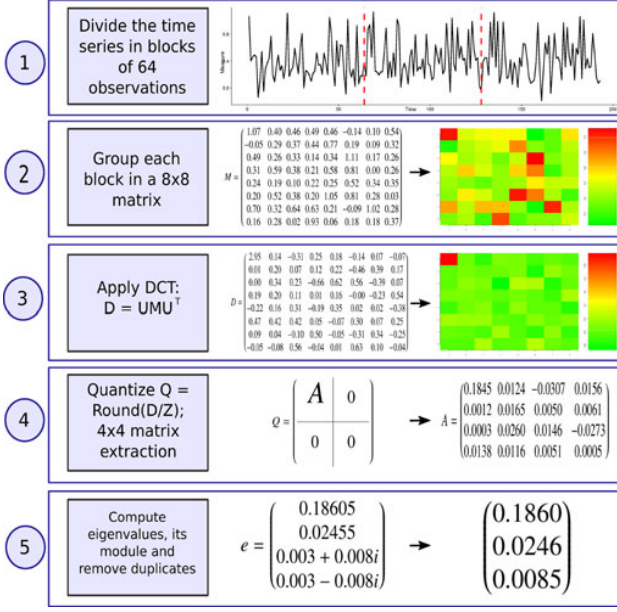 1
Divide the time
series in blocks
of 64
observations
0 50 Time 100 150 200
2
Group each
block in a 8x8
matrix
M =
1.07 0.40 0.46 0.49 0.46 −0.14 0.10 0.54
−0.05 0.29 0.37 0.44 0.77 0.19 0.09 0.32
0.49 0.26 0.33 0.14 0.34 1.11 0.17 0.26
0.31 0.59 0.38 0.21 0.58 0.81 0.00 0.26
0.24 0.19 0.10 0.22 0.25 0.52 0.34 0.35
0.20 0.52 0.38 0.20 1.05 0.81 0.28 0.03
0.70 0.32 0.64 0.63 0.21 −0.09 1.02 0.28
0.16 0.28 0.02 0.93 0.06 0.18 0.18 0.37
3
Apply DCT:
D = UMU^T
D =
2.95 0.14 −0.31 0.25 0.18 −0.14 0.07 −0.07
0.01 0.20 0.07 0.12 0.22 −0.46 0.39 0.17
0.00 0.34 0.23 −0.66 0.62 0.56 −0.39 0.07
0.19 0.20 0.11 0.01 0.16 −0.00 −0.23 0.54
−0.22 0.16 0.31 −0.19 0.35 0.02 0.02 −0.38
0.47 0.42 0.42 0.05 −0.07 0.30 0.07 0.25
0.09 0.04 −0.10 0.50 −0.05 −0.31 0.34 −0.25
−0.05 −0.08 0.56 −0.04 0.01 0.63 0.10 −0.04
4
Quantize Q =
Round(D/Z);
4x4 matrix
extraction
Q =
A 0
0 0
A =
0.1845 0.0124 −0.0307 0.0156
0.0012 0.0165 0.0050 0.0061
0.0003 0.0260 0.0146 −0.0273
0.0138 0.0116 0.0051 0.0005
5
Compute
eigenvalues, its
module and
remove duplicates
e =
0.18605
0.02455
0.003 + 0.008i
0.003 − 0.008i
0.1860
0.0246
0.0085